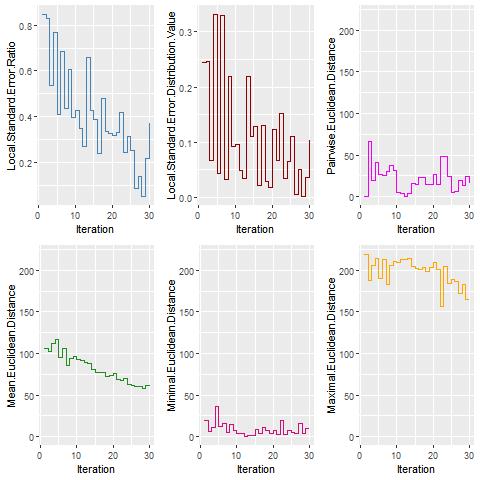 Local.Standard.Error.Ratio
0.8
0.6
0.4
0.2
0 10 20 30
Iteration
Local.Standard.Error.Distribution.Value
0.3
0.2
0.1
0.0
0 10 20 30
Iteration
Pairwise.Euclidean.Distance
200
150
100
50
0
0 10 20 30
Iteration
Mean.Euclidean.Distance
200
150
100
50
0
0 10 20 30
Iteration
Minimal.Euclidean.Distance
200
150
100
50
0
0 10 20 30
Iteration
Maximal.Euclidean.Distance
200
150
100
50
0
0 10 20 30
Iteration